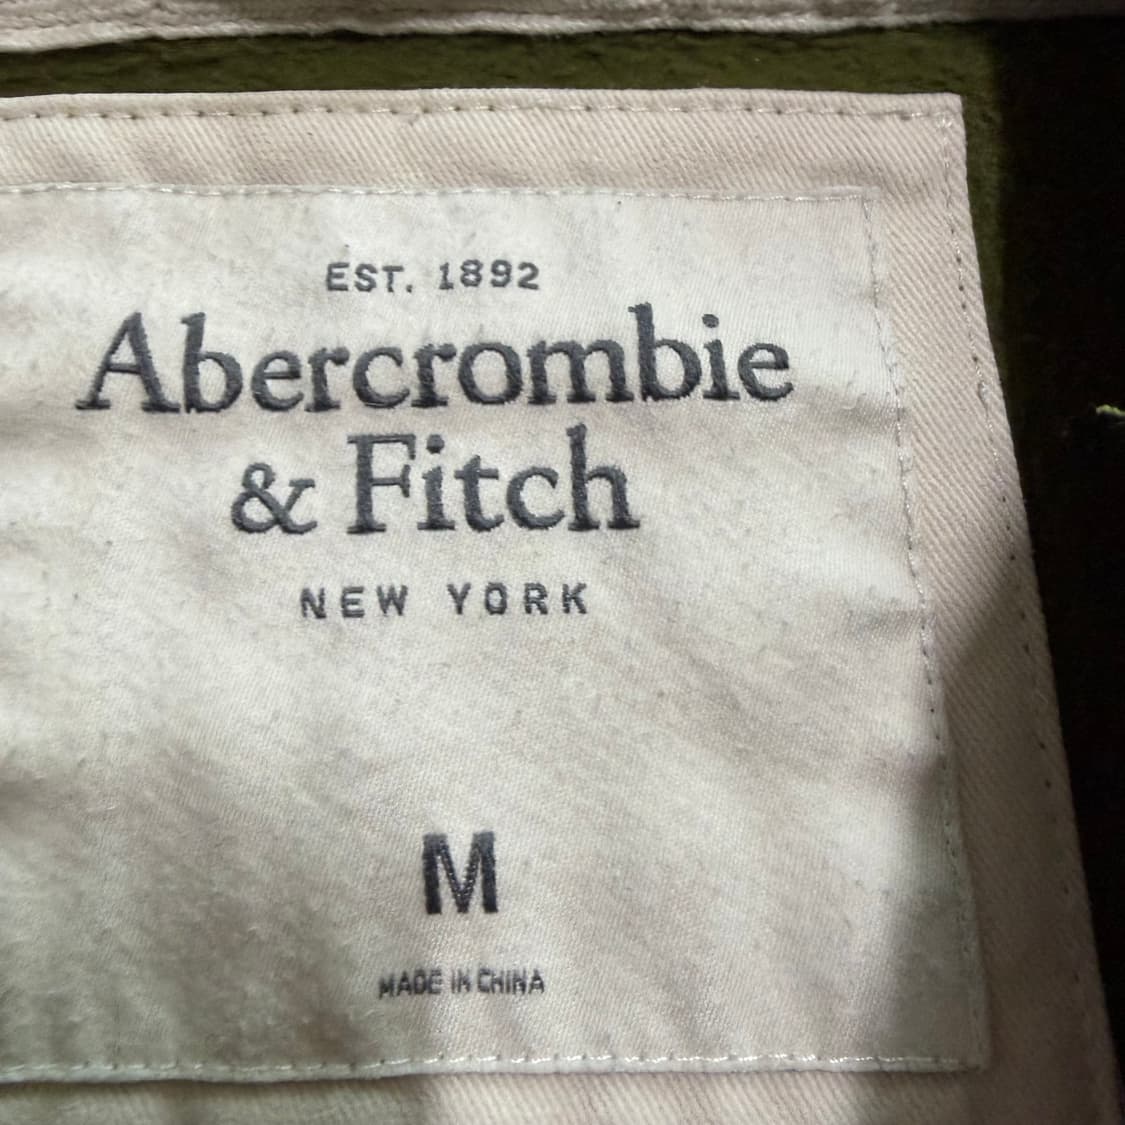 EST. 1892
Abercrombie
& Fitch
NEW YORK
M
MADE IN CHINA